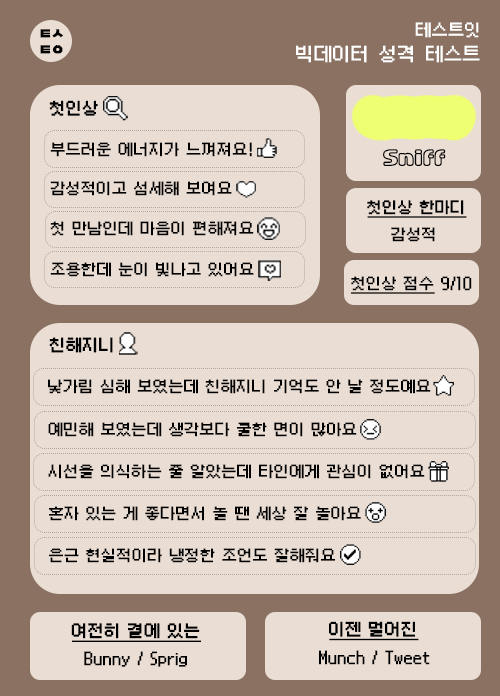 ㅌㅅ
ㅌㅇ
테스트잇
빅데이터 성격 테스트
첫인상
부드러운 에너지가 느껴져요!
감성적이고 섬세해 보여요
첫 만남인데 마음이 편해져요
조용한데 눈이 빛나고 있어요
Sniff
첫인상 한마디
감성적
첫인상 점수 9/10
친해지니
낯가림 심해 보였는데 친해지니 기억도 안 날 정도예요
예민해 보였는데 생각보다 쿨한 면이 많아요
시선을 의식하는 줄 알았는데 타인에게 관심이 없어요
혼자 있는 게 좋다면서 놀 땐 세상 잘 놀아요
은근 현실적이라 냉정한 조언도 잘해줘요
여전히 곁에 있는
Bunny / Sprig
이젠 멀어진
Munch / Tweet